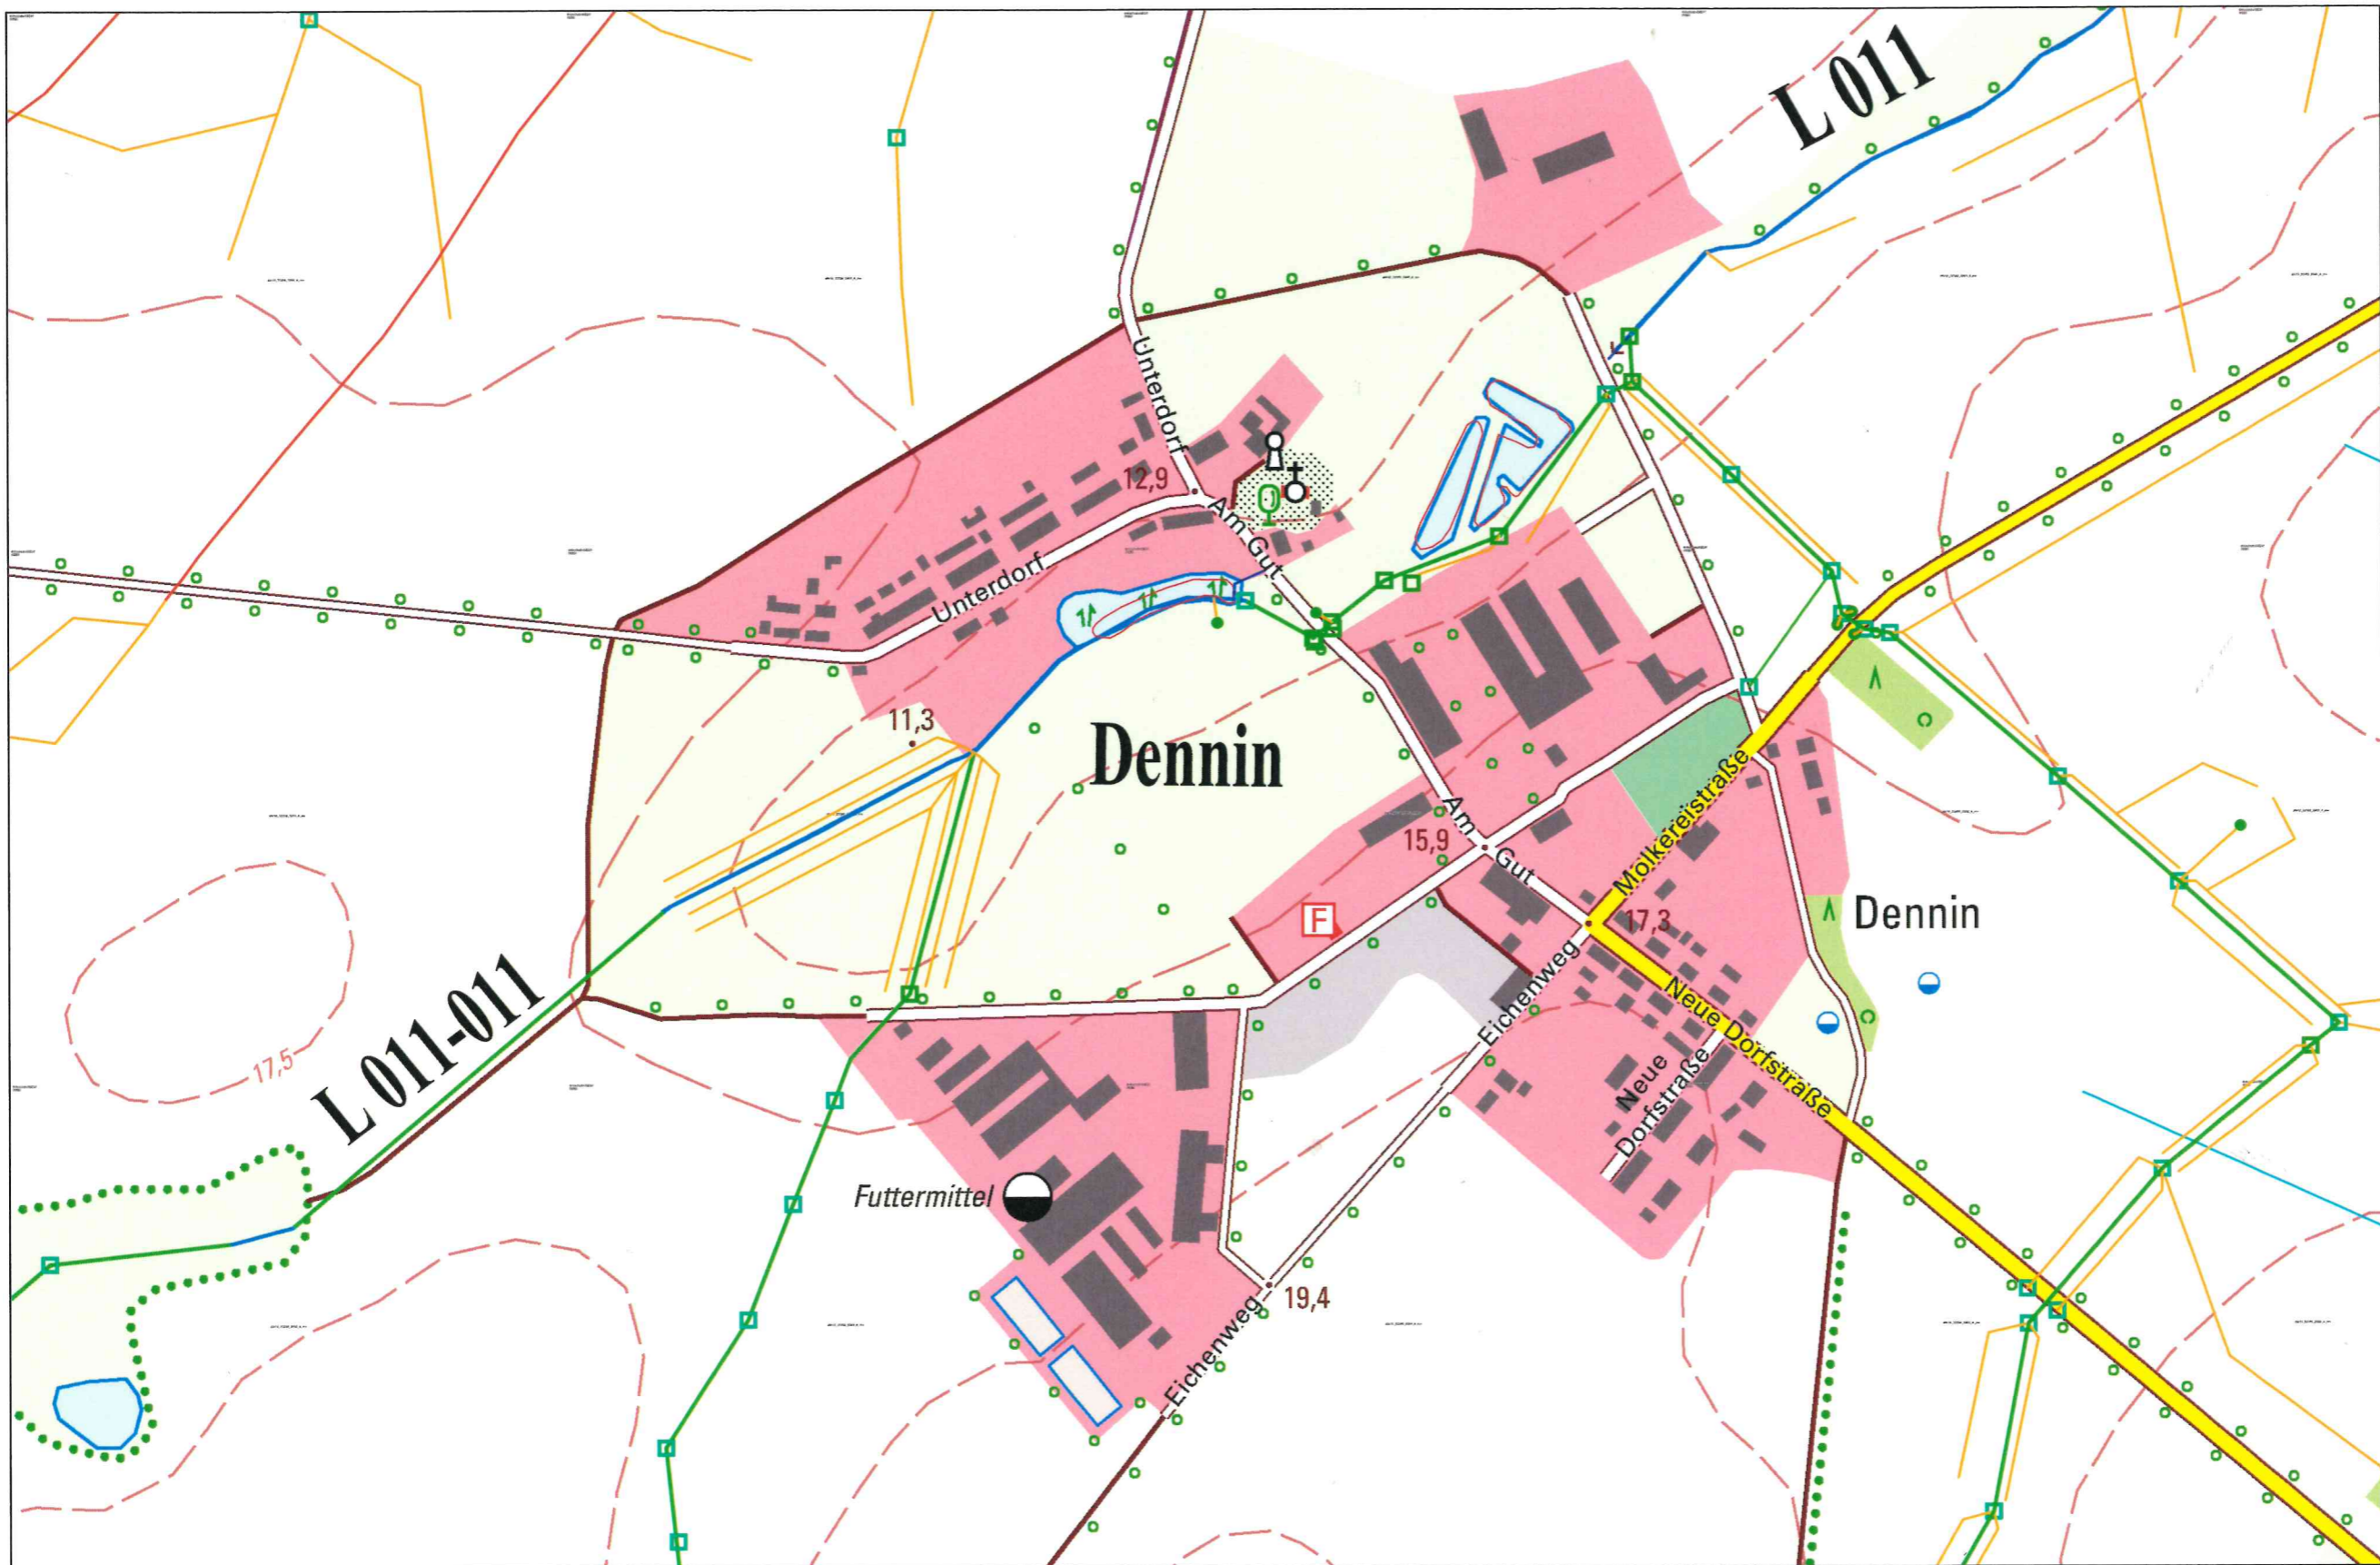 L 011
Unterdorf
12,9
Am Gut
Unterdorf
11,3
Dennin
Molkereistraße
Am
15,9
Gut
F
17,3
Dennin
Eichenweg
Neue Dorfstraße
L 011-011
17,5
Neue
Dorfstraße
Futtermittel
19,4
Eichenweg